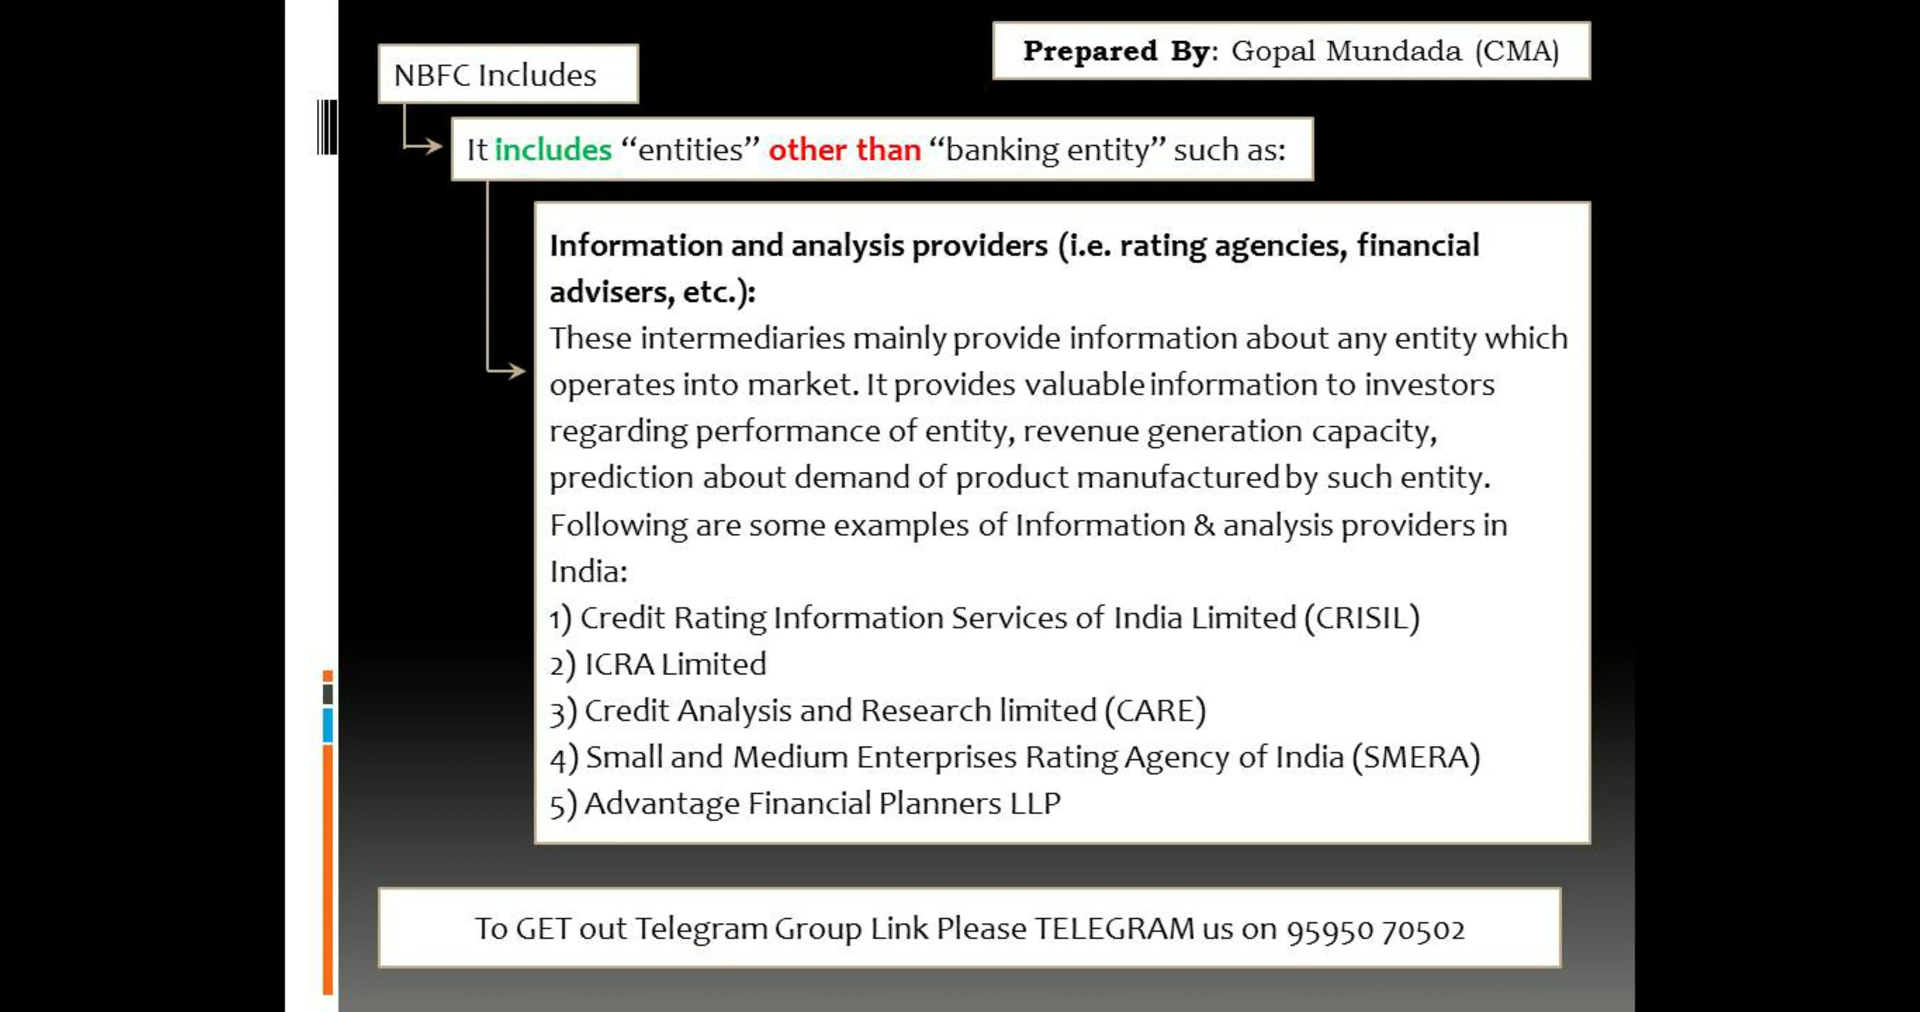 Prepared By: Gopal Mundada (CMA)
NBFC Includes
It includes “entities” other than “banking entity” such as:
Information and analysis providers (i.e. rating agencies, financial
advisers, etc.):
These intermediaries mainly provide information about any entity which
operates into market. It provides valuable information to investors
regarding performance of entity, revenue generation capacity,
prediction about demand of product manufactured by such entity.
Following are some examples of Information & analysis providers in
India:
1) Credit Rating Information Services of India Limited (CRISIL)
2) ICRA Limited
3) Credit Analysis and Research limited (CARE)
4) Small and Medium Enterprises Rating Agency of India (SMERA)
5) Advantage Financial Planners LLP
To GET out Telegram Group Link Please TELEGRAM us on 95950 70502